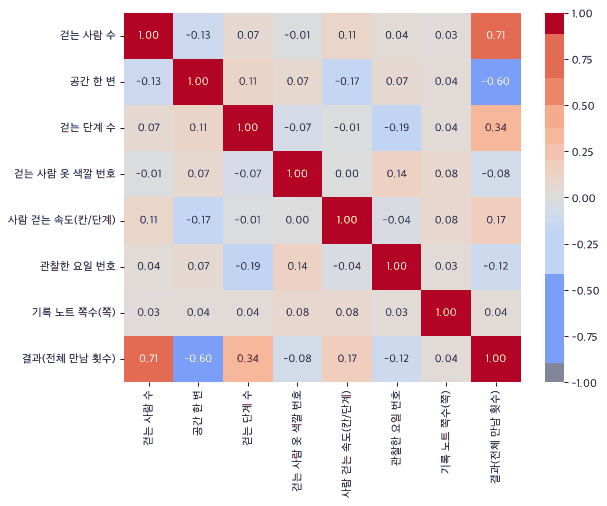 걷는 사람 수 1.00 -0.13 0.07 -0.01 0.11 0.04 0.03 0.71
공간 한 변 -0.13 1.00 0.11 0.07 -0.17 0.07 0.04 -0.60
걷는 단계 수 0.07 0.11 1.00 -0.07 -0.01 -0.19 0.04 0.34
걷는 사람 옷 색깔 번호 -0.01 0.07 -0.07 1.00 0.00 0.14 0.08 -0.08
사람 걷는 속도(칸/단계) 0.11 -0.17 -0.01 0.00 1.00 -0.04 0.08 0.17
관찰한 요일 번호 0.04 0.07 -0.19 0.14 -0.04 1.00 0.03 -0.12
기록 노트 쪽수(쪽) 0.03 0.04 0.04 0.08 0.08 0.03 1.00 0.04
결과(전체 만남 횟수) 0.71 -0.60 0.34 -0.08 0.17 -0.12 0.04 1.00
걷는 사람 수
공간 한 변
걷는 단계 수
걷는 사람 옷 색깔 번호
사람 걷는 속도(칸/단계)
관찰한 요일 번호
기록 노트 쪽수(쪽)
결과(전체 만남 횟수)
1.00
0.75
0.50
0.25
0.00
-0.25
-0.50
-0.75
-1.00